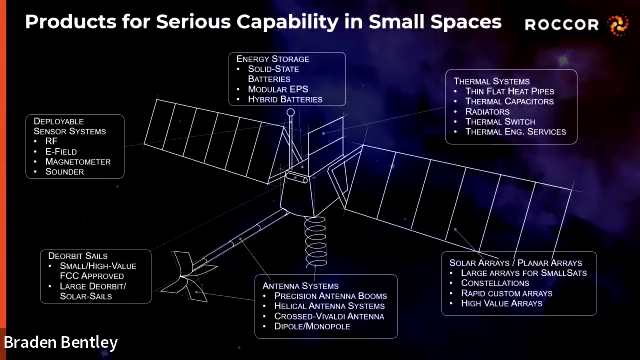 Products for Serious Capability in Small Spaces
ROCCOR
ENERGY STORAGE
• SOLID-STATE
BATTERIES
• MODULAR EPS
• HYBRID BATTERIES
THERMAL SYSTEMS
• THIN FLAT HEAT PIPES
• THERMAL CAPACITORS
• RADIATORS
• THERMAL SWITCH
• THERMAL ENG. SERVICES
DEPLOYABLE
SENSOR SYSTEMS
• RF
• E-FIELD
• MAGNETOMETER
• SOUNDER
DEORBIT SAILS
• SMALL/HIGH-VALUE
FCC APPROVED
• LARGE DEORBIT/
SOLAR-SAILS
ANTENNA SYSTEMS
• PRECISION ANTENNA BOOMS
• HELICAL ANTENNA SYSTEMS
• CROSSED-VIVALDI ANTENNA
• DIPOLE/MONOPOLE
SOLAR ARRAYS / PLANAR ARRAYS
• LARGE ARRAYS FOR SMALLSATS
• CONSTELLATIONS
• RAPID CUSTOM ARRAYS
• HIGH VALUE ARRAYS
Braden Bentley